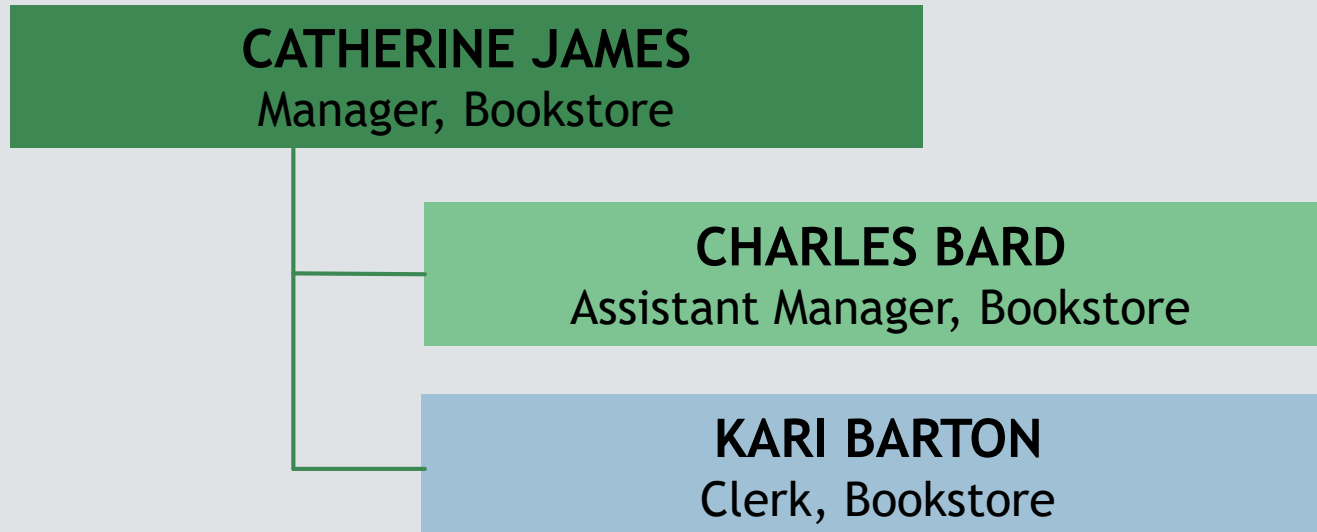 CATHERINE JAMES
Manager, Bookstore
CHARLES BARD
Assistant Manager, Bookstore
KARI BARTON
Clerk, Bookstore